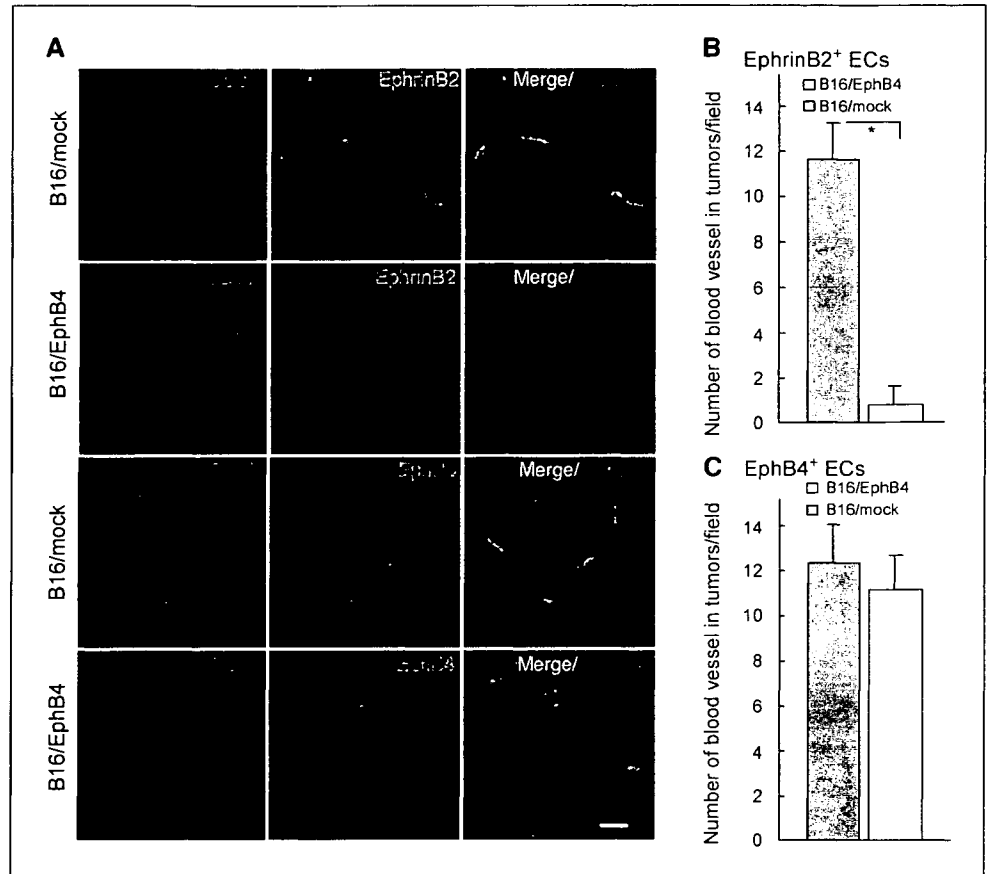 A
B16/mock
EphrinB2
Merge/
B16/EphB4
EphrinB2
Merge/
B16/mock
Merge/
B16/EphB4
Merge/
B EphrinB2+ ECs
B16/EphB4
B16/mock
*
Number of blood vessel in tumors/field
14
12
10
8
6
4
2
0
C EphB4+ ECs
B16/EphB4
B16/mock
Number of blood vessel in tumors/field
14
12
10
8
6
4
2
0